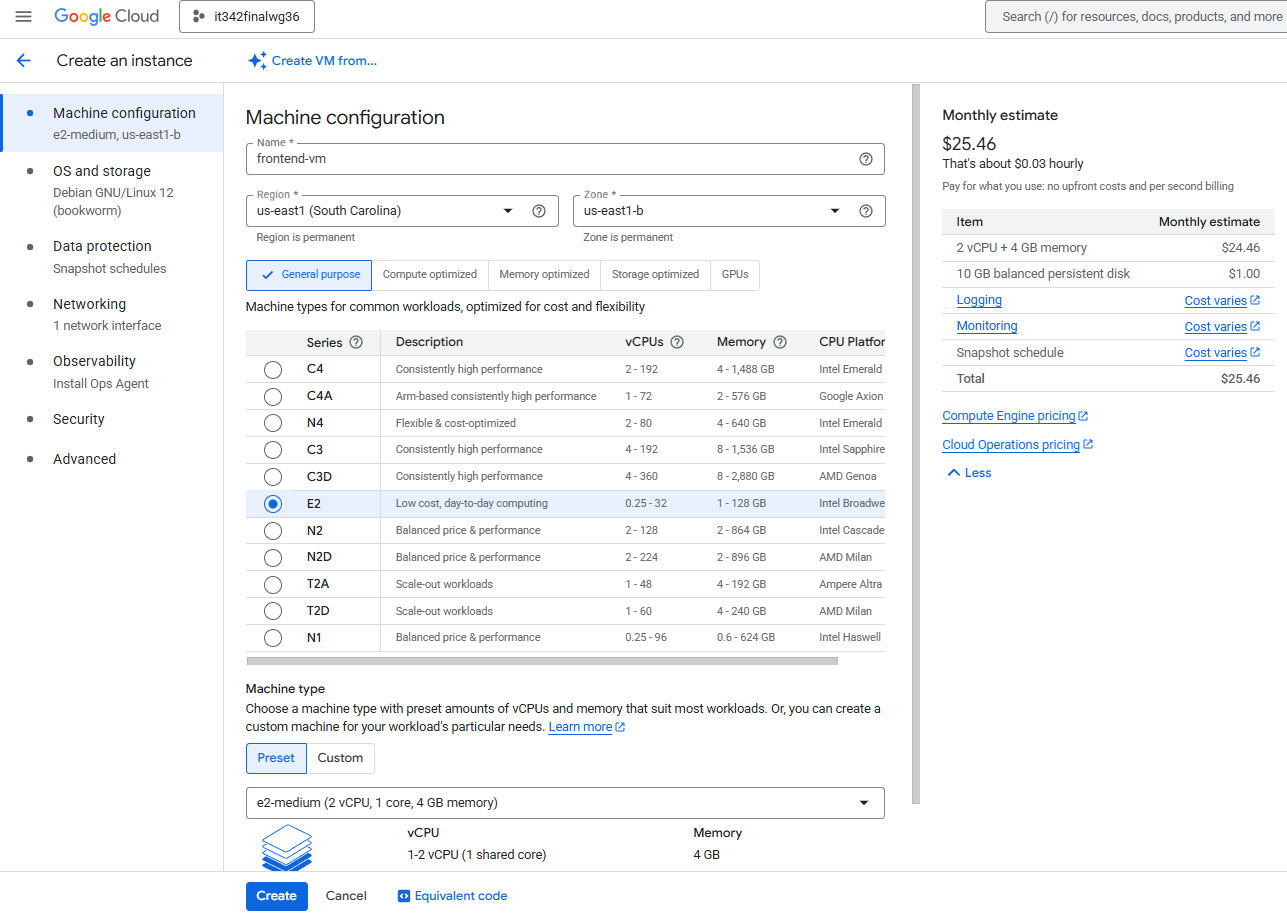 Google Cloud
it342finalwg36
Search (/) for resources, docs, products, and more
Create an instance
Create VM from...
Machine configuration
e2-medium, us-east1-b
OS and storage
Debian GNU/Linux 12
(bookworm)
Data protection
Snapshot schedules
Networking
1 network interface
Observability
Install Ops Agent
Security
Advanced
Machine configuration
Name *
frontend-vm
Region *
us-east1 (South Carolina)
Region is permanent
Zone *
us-east1-b
Zone is permanent
General purpose Compute optimized Memory optimized Storage optimized GPUs
Machine types for common workloads, optimized for cost and flexibility
Series Description vCPUs Memory CPU Platfor
C4 Consistently high performance 2 - 192 4 - 1,488 GB Intel Emerald
C4A Arm-based consistently high performance 1 - 72 2 - 576 GB Google Axion
N4 Flexible & cost-optimized 2 - 80 4 - 640 GB Intel Emerald
C3 Consistently high performance 4 - 192 8 - 1,536 GB Intel Sapphire
C3D Consistently high performance 4 - 360 8 - 2,880 GB AMD Genoa
E2 Low cost, day-to-day computing 0.25 - 32 1 - 128 GB Intel Broadwe
N2 Balanced price & performance 2 - 128 2 - 864 GB Intel Cascade
N2D Balanced price & performance 2 - 224 2 - 896 GB AMD Milan
T2A Scale-out workloads 1 - 48 4 - 192 GB Ampere Altra
T2D Scale-out workloads 1 - 60 4 - 240 GB AMD Milan
N1 Balanced price & performance 0.25 - 96 0.6 - 624 GB Intel Haswell
Machine type
Choose a machine type with preset amounts of vCPUs and memory that suit most workloads. Or, you can create a
custom machine for your workload's particular needs. Learn more
Preset Custom
e2-medium (2 vCPU, 1 core, 4 GB memory)
vCPU Memory
1-2 vCPU (1 shared core) 4 GB
Create Cancel Equivalent code
Monthly estimate
$25.46
That's about $0.03 hourly
Pay for what you use: no upfront costs and per second billing
Item Monthly estimate
2 vCPU + 4 GB memory $24.46
10 GB balanced persistent disk $1.00
Logging Cost varies
Monitoring Cost varies
Snapshot schedule Cost varies
Total $25.46
Compute Engine pricing
Cloud Operations pricing
Less